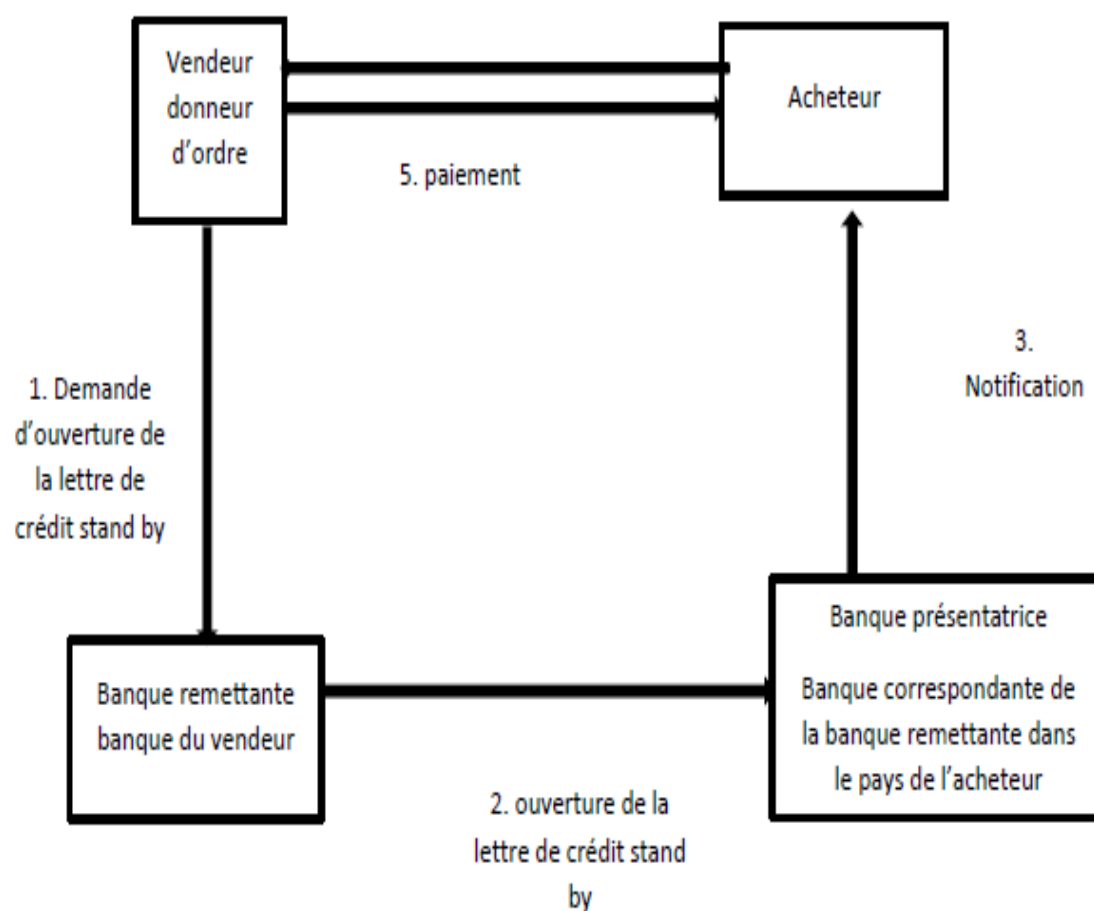 Vendeur
donneur
d’ordre
Acheteur
5. paiement
3.
Notification
1. Demande
d’ouverture de
la lettre de
crédit stand by
Banque remettante
banque du vendeur
Banque présentatrice
Banque correspondante de
la banque remettante dans
le pays de l’acheteur
2. ouverture de la
lettre de crédit stand
by